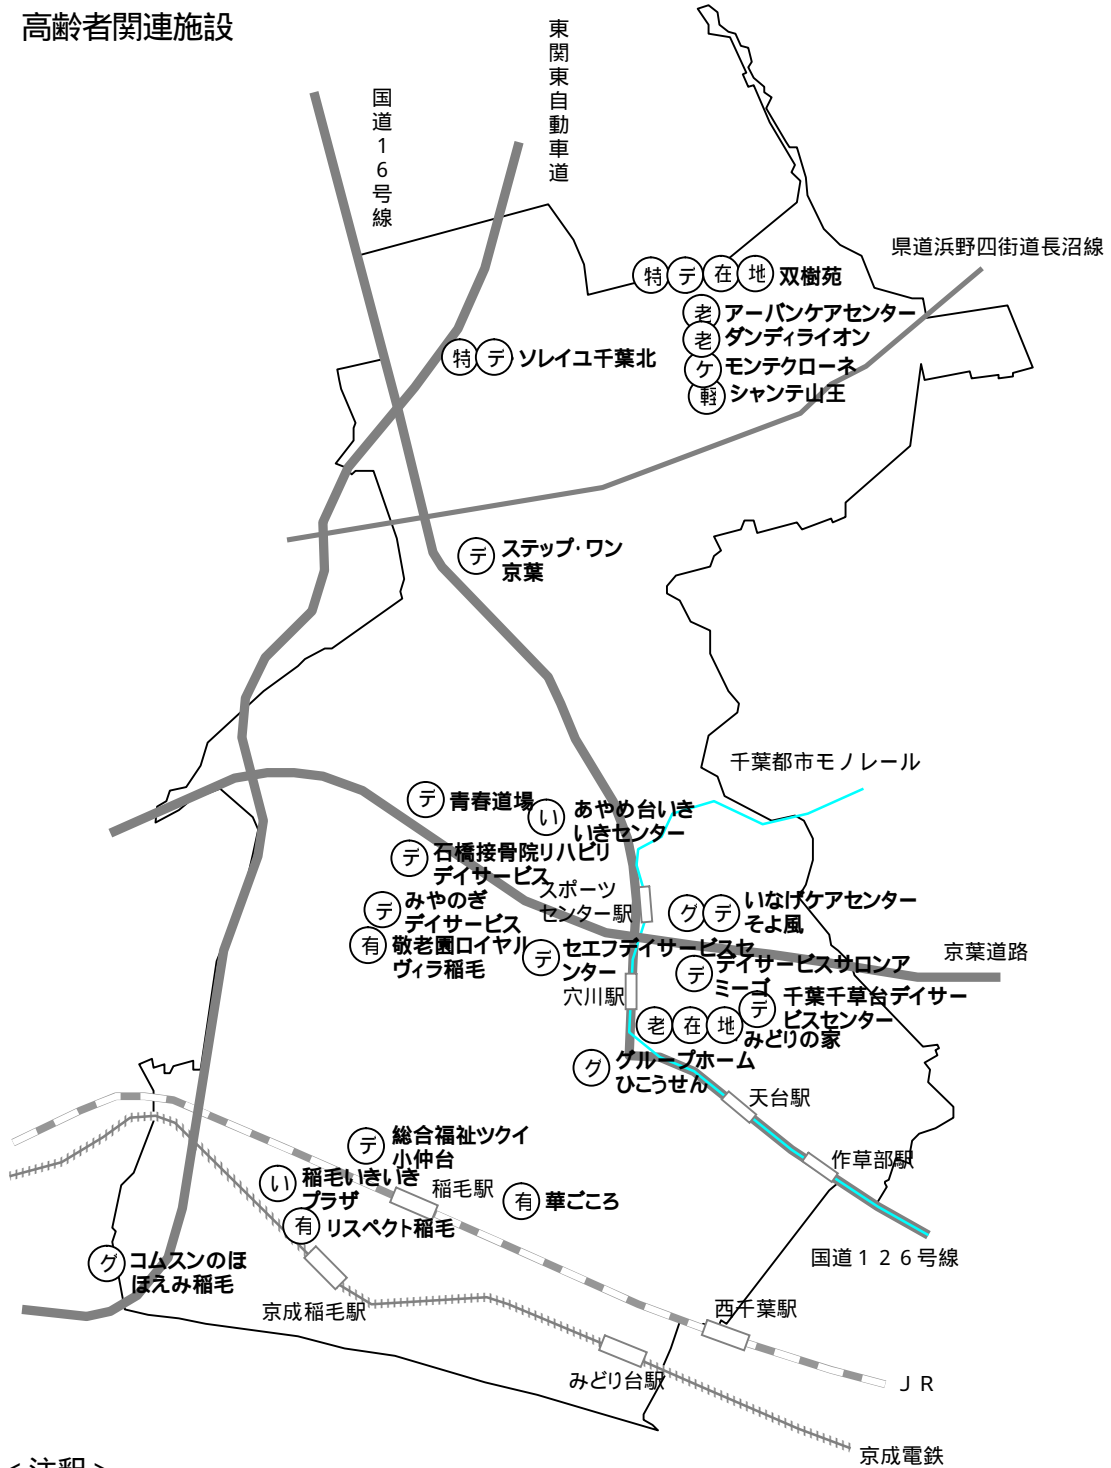 高齢者関連施設
東関東自動車道
国道16号線
県道浜野四街道長沼線
特 デ 在 地 双樹苑
老 アーバンケアセンター
老 ダンディライオン
ケ モンテクローネ
軽 シャンテ山王
特 デ ソレイユ千葉北
デ ステップ・ワン
京葉
千葉都市モノレール
デ 青春道場
い あやめ台いき
いきセンター
デ 石橋接骨院リハビリ
デイサービス
スポーツ
センター駅
デ みやのぎ
デイサービス
グ デ いなげケアセンター
そよ風
有 敬老園ロイヤル
ヴィラ稲毛
デ セエフデイサービスセ
ンター
京葉道路
デ デイサービスサロンア
ミーゴ
穴川駅
デ 千葉千草台デイサー
ビスセンター
老 在 地 みどりの家
グ グループホーム
ひこうせん
天台駅
デ 総合福祉ツクイ
小仲台
作草部駅
い 稲毛いきいき
プラザ
稲毛駅
有 華ごころ
有 リスペクト稲毛
グ コムスンのほ
ほえみ稲毛
国道126号線
京成稲毛駅
西千葉駅
みどり台駅
JR
京成電鉄
<注釈>